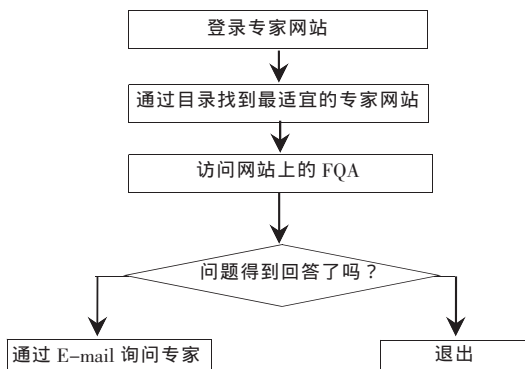 登录专家网站
通过目录找到最适宜的专家网站
访问网站上的 FQA
问题得到回答了吗？
通过 E-mail 询问专家
退出